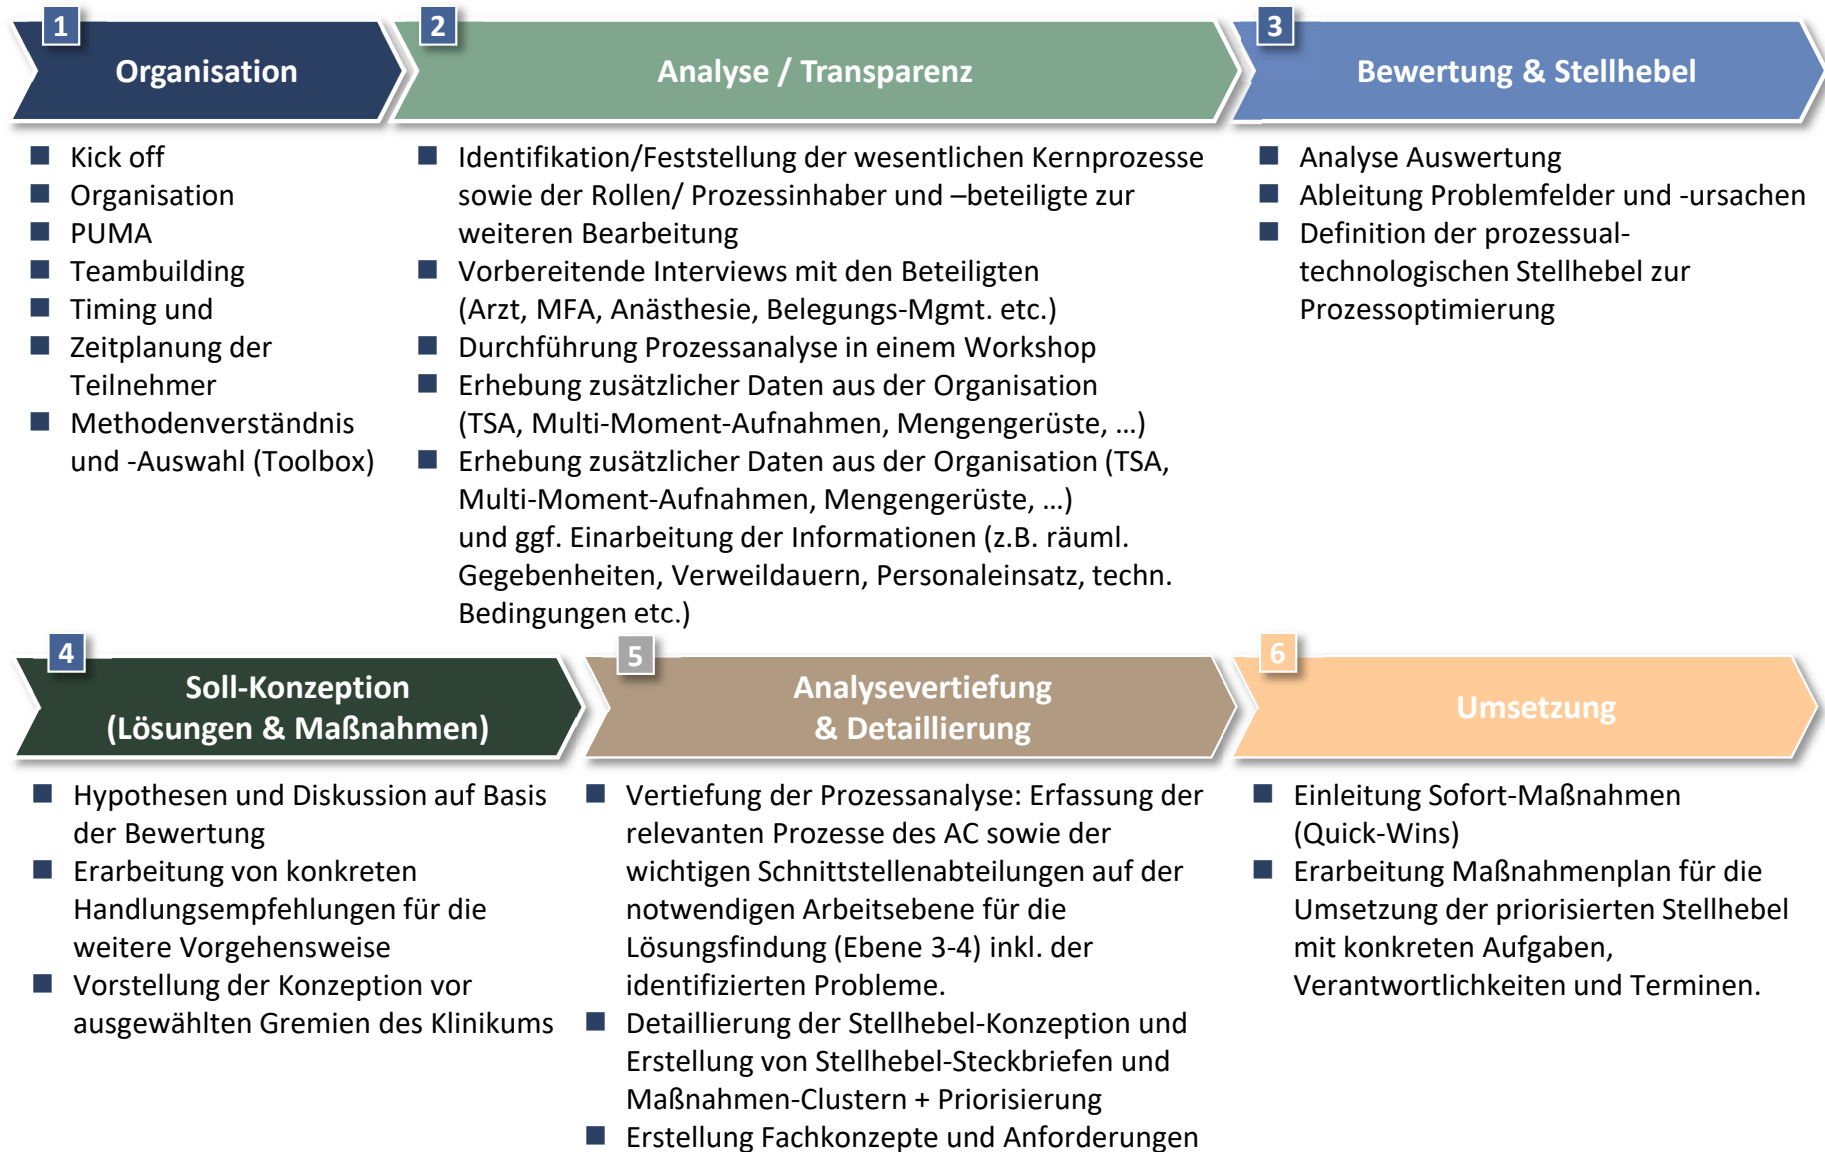 1
Organisation
Kick off
Organisation
PUMA
Teambuilding
Timing und
Zeitplanung der
Teilnehmer
Methodenverständnis
und -Auswahl (Toolbox)
2
Analyse / Transparenz
Identifikation/Feststellung der wesentlichen Kernprozesse
sowie der Rollen/ Prozessinhaber und –beteiligte zur
weiteren Bearbeitung
Vorbereitende Interviews mit den Beteiligten
(Arzt, MFA, Anästhesie, Belegungs-Mgmt. etc.)
Durchführung Prozessanalyse in einem Workshop
Erhebung zusätzlicher Daten aus der Organisation
(TSA, Multi-Moment-Aufnahmen, Mengengerüste, …)
Erhebung zusätzlicher Daten aus der Organisation (TSA,
Multi-Moment-Aufnahmen, Mengengerüste, …)
und ggf. Einarbeitung der Informationen (z.B. räuml.
Gegebenheiten, Verweildauern, Personaleinsatz, techn.
Bedingungen etc.)
3
Bewertung & Stellhebel
Analyse Auswertung
Ableitung Problemfelder und -ursachen
Definition der prozessual-
technologischen Stellhebel zur
Prozessoptimierung
4
Soll-Konzeption
(Lösungen & Maßnahmen)
Hypothesen und Diskussion auf Basis
der Bewertung
Erarbeitung von konkreten
Handlungsempfehlungen für die
weitere Vorgehensweise
Vorstellung der Konzeption vor
ausgewählten Gremien des Klinikums
5
Analysevertiefung
& Detaillierung
Vertiefung der Prozessanalyse: Erfassung der
relevanten Prozesse des AC sowie der
wichtigen Schnittstellenabteilungen auf der
notwendigen Arbeitsebene für die
Lösungsfindung (Ebene 3-4) inkl. der
identifizierten Probleme.
Detaillierung der Stellhebel-Konzeption und
Erstellung von Stellhebel-Steckbriefen und
Maßnahmen-Clustern + Priorisierung
Erstellung Fachkonzepte und Anforderungen
6
Umsetzung
Einleitung Sofort-Maßnahmen
(Quick-Wins)
Erarbeitung Maßnahmenplan für die
Umsetzung der priorisierten Stellhebel
mit konkreten Aufgaben,
Verantwortlichkeiten und Terminen.